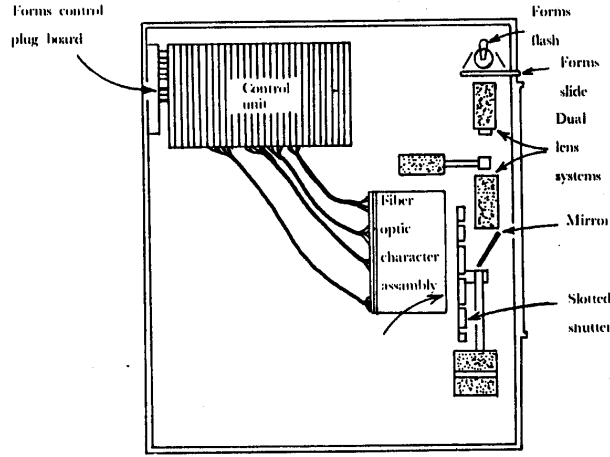 Forms control
plug board
Control
unit
Forms
flash
Forms
slide
Dual
lens
systems
Mirror
Fiber
optic
character
assembly
Slotted
shutter